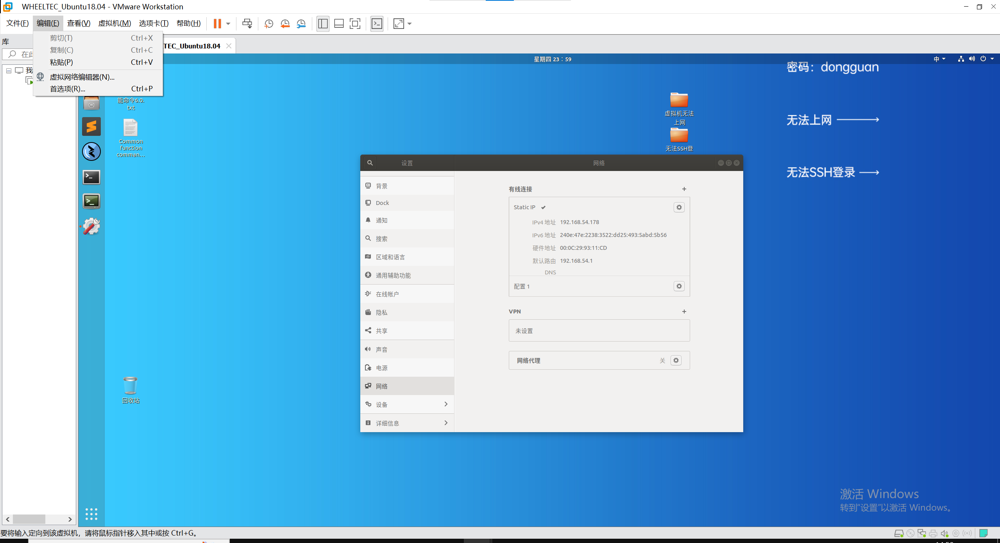 WHEELTEC_Ubuntu18.04 - VMware Workstation
文件(F) 编辑(E) 查看(V) 虚拟机(M) 选项卡(T) 帮助(H)
库
在此
我
剪切(T) Ctrl+X
复制(C) Ctrl+C
粘贴(P) Ctrl+V
虚拟网络编辑器(N)...
首选项(R)... Ctrl+P
TEC_Ubuntu18.04
星期四 23:59
中
密码：dongguan
能命令6.0.
txt
Common
function
comman...
虚拟机无法
上网
无法SSH登
无法上网
无法SSH登录
设置
网络
背景
Dock
通知
搜索
区域和语言
通用辅助功能
在线帐户
隐私
共享
声音
电源
网络
设备
详细信息
有线连接
Static IP
IPv4 地址 192.168.54.178
IPv6 地址 240e:47e:2238:3522:dd25:493:5abd:5b56
硬件地址 00:0C:29:93:11:CD
默认路由 192.168.54.1
DNS
配置 1
VPN
未设置
网络代理 关
回收站
激活 Windows
转到“设置”以激活 Windows。
要将输入定向到该虚拟机，请将鼠标指针移入其中或按 Ctrl+G。